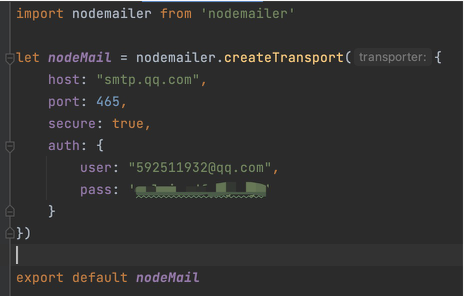 import nodemailer from 'nodemailer'
let nodeMail = nodemailer.createTransport( transporter: {
host: "smtp.qq.com",
port: 465,
secure: true,
auth: {
user: "592511932@qq.com",
pass: '
}
})
export default nodeMail